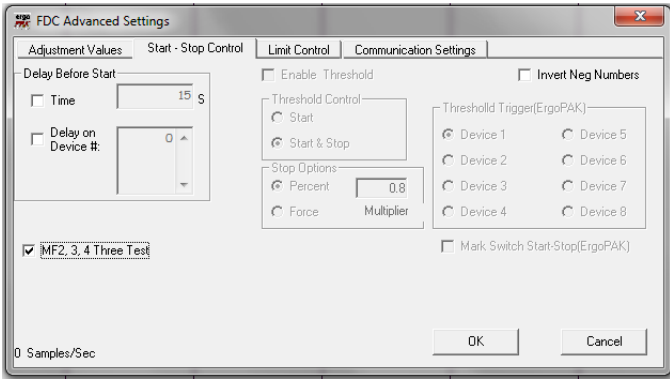 ergo
PAK
FDC Advanced Settings
Adjustment Values
Start - Stop Control
Limit Control
Communication Settings
Delay Before Start
Time
15 S
Delay on
Device #:
0
MF2, 3, 4 Three Test
Enable Threshold
Threshold Control
Start
Start & Stop
Stop Options
Percent
0.8
Force
Multiplier
Invert Neg Numbers
Thresholld Trigger(ErgoPAK)
Device 1
Device 5
Device 2
Device 6
Device 3
Device 7
Device 4
Device 8
Mark Switch Start-Stop(ErgoPAK)
OK
Cancel
0 Samples/Sec